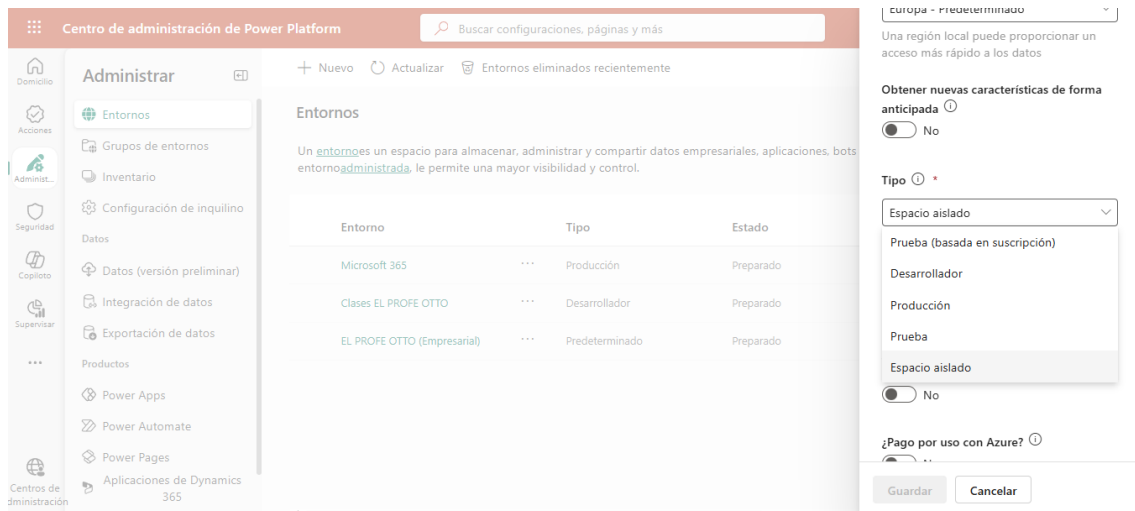 Centro de administración de Power Platform
Buscar configuraciones, páginas y más
Domicilio
Acciones
Administ...
Seguridad
Copiloto
Supervisar
Centros de
dministración
Administrar
Entornos
Grupos de entornos
Inventario
Configuración de inquilino
Datos
Datos (versión preliminar)
Integración de datos
Exportación de datos
Productos
Power Apps
Power Automate
Power Pages
Aplicaciones de Dynamics
365
Nuevo Actualizar Entornos eliminados recientemente
Entornos
Un entornoes un espacio para almacenar, administrar y compartir datos empresariales, aplicaciones, bots
entornoadministrada, le permite una mayor visibilidad y control.
Entorno Tipo Estado
Microsoft 365 ... Producción Preparado
Clases EL PROFE OTTO ... Desarrollador Preparado
EL PROFE OTTO (Empresarial) ... Predeterminado Preparado
Europa - Predeterminado
Una región local puede proporcionar un
acceso más rápido a los datos
Obtener nuevas características de forma
anticipada
No
Tipo *
Espacio aislado
Prueba (basada en suscripción)
Desarrollador
Producción
Prueba
Espacio aislado
No
¿Pago por uso con Azure?
Guardar Cancelar